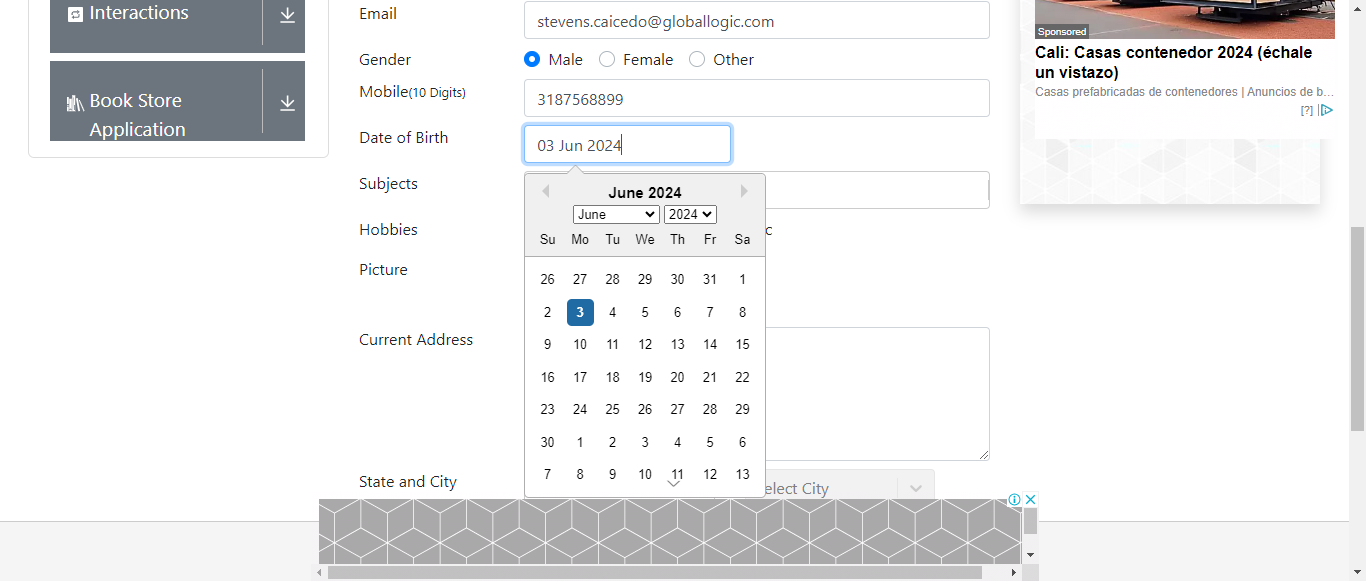 Interactions
Book Store
Application
Email
stevens.caicedo@globallogic.com
Gender
Male Female Other
Mobile(10 Digits)
3187568899
Date of Birth
03 Jun 2024
Subjects
June 2024
June 2024
Su Mo Tu We Th Fr Sa
26 27 28 29 30 31 1
2 3 4 5 6 7 8
9 10 11 12 13 14 15
16 17 18 19 20 21 22
23 24 25 26 27 28 29
30 1 2 3 4 5 6
7 8 9 10 11 12 13
Hobbies
c
Picture
Current Address
State and City
elect City
Sponsored
Cali: Casas contenedor 2024 (échale
un vistazo)
Casas prefabricadas de contenedores | Anuncios de b…
[?]